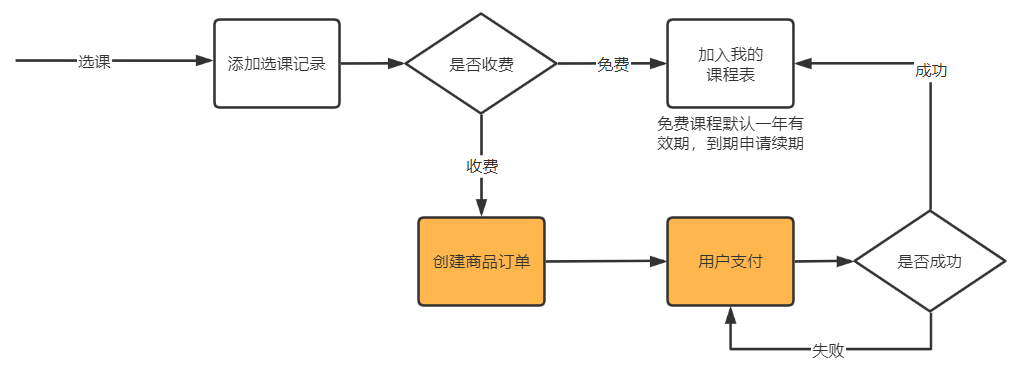 选课
添加选课记录
是否收费
免费
加入我的
课程表
成功
免费课程默认一年有
效期，到期申请续期
收费
创建商品订单
用户支付
是否成功
失败